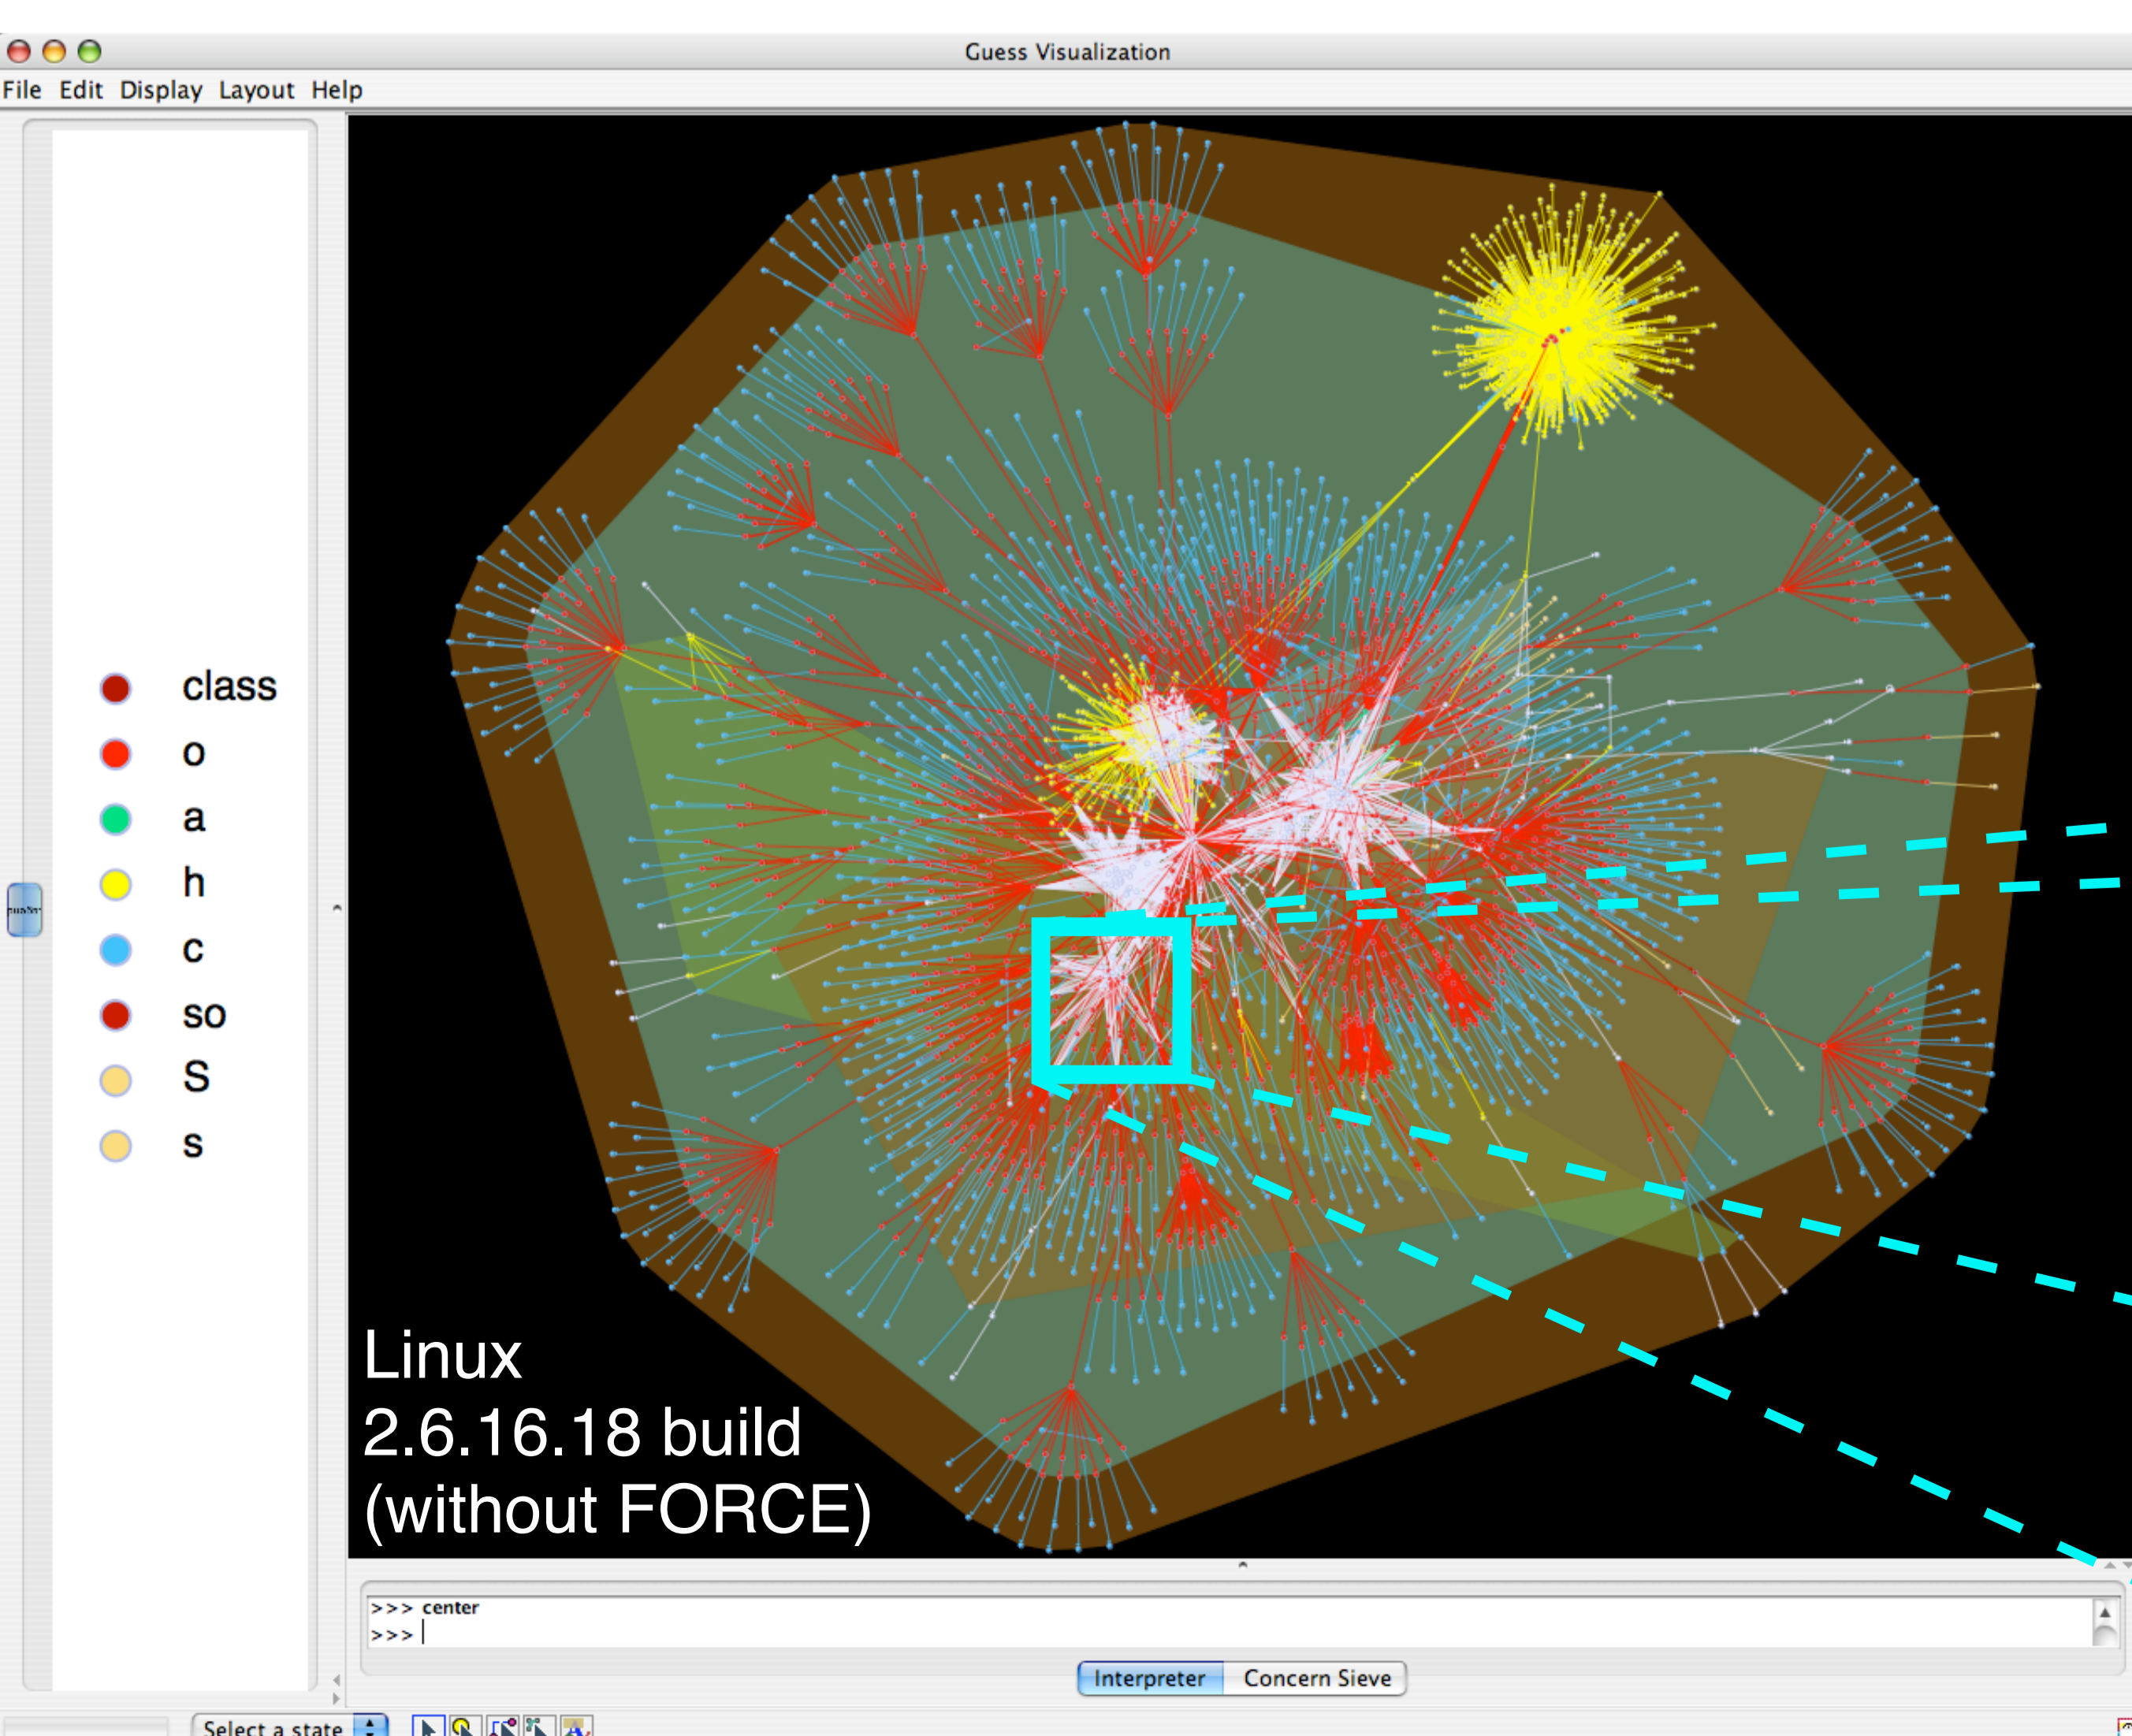 Guess Visualization
File Edit Display Layout Help
class
o
a
h
c
so
S
s
Linux
2.6.16.18 build
(without FORCE)
>>> center
>>>
Interpreter Concern Sieve
Select a state